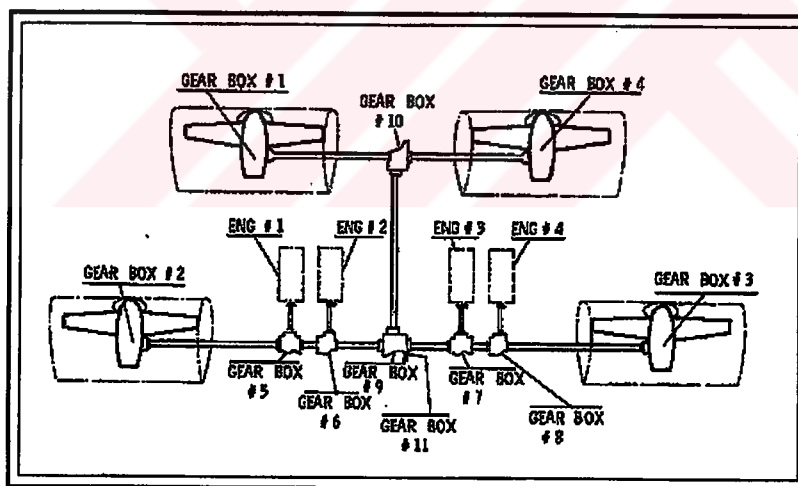 GEAR BOX #1
GEAR BOX
#10
GEAR BOX #4
ENG #1
ENG #2
ENG #3
ENG #4
GEAR BOX #2
GEAR BOX #3
GEAR BOX
#5
GEAR BOX
#6
GEAR BOX
#9
GEAR BOX
#11
GEAR BOX
#7
GEAR BOX
#8